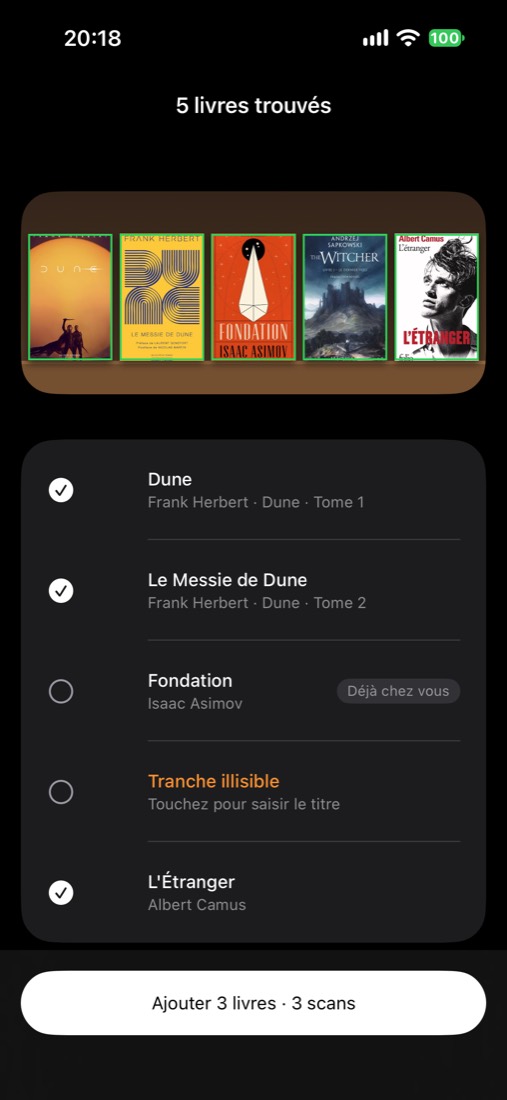 20:18
100
5 livres trouvés
DUNE
FRANK HERBERT
LE MESSIE DE DUNE
FONDATION
ISAAC ASIMOV
ANDRZEJ
SAPKOWSKI
THE WITCHER
Albert Camus
L'étranger
L'ÉTRANGER
Dune
Frank Herbert · Dune · Tome 1
Le Messie de Dune
Frank Herbert · Dune · Tome 2
Fondation
Isaac Asimov
Déjà chez vous
Tranche illisible
Touchez pour saisir le titre
L'Étranger
Albert Camus
Ajouter 3 livres · 3 scans